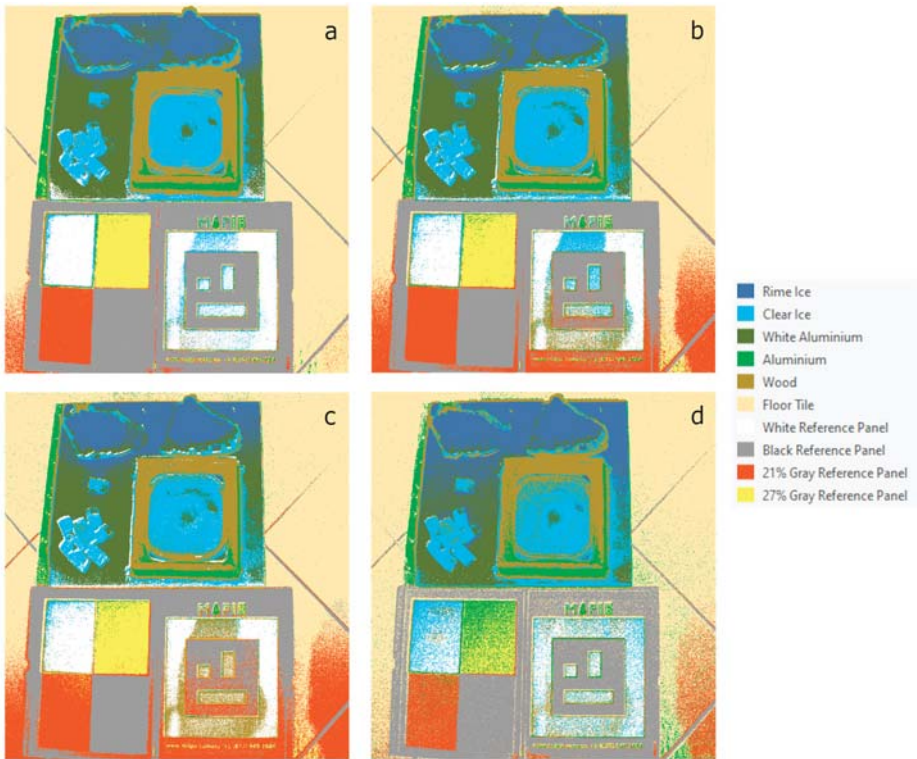 a
b
c
d
Rime Ice
Clear Ice
White Aluminium
Aluminium
Wood
Floor Tile
White Reference Panel
Black Reference Panel
21% Gray Reference Panel
27% Gray Reference Panel